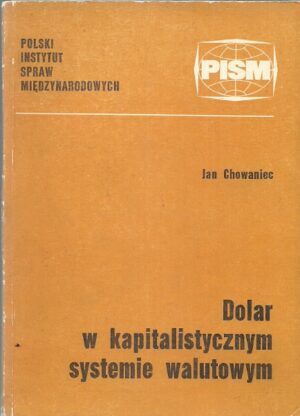 POLSKI
INSTYTUT
SPRAW
MIĘDZYNARODOWYCH
PISM
Jan Chowaniec
Dolar
w kapitalistycznym
systemie walutowym